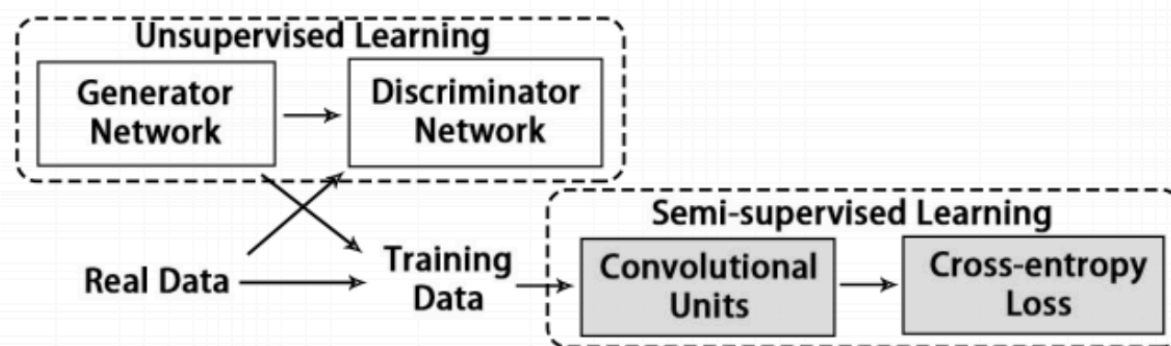 Unsupervised Learning
Generator
Network
Discriminator
Network
Semi-supervised Learning
Real Data
Training
Data
Convolutional
Units
Cross-entropy
Loss